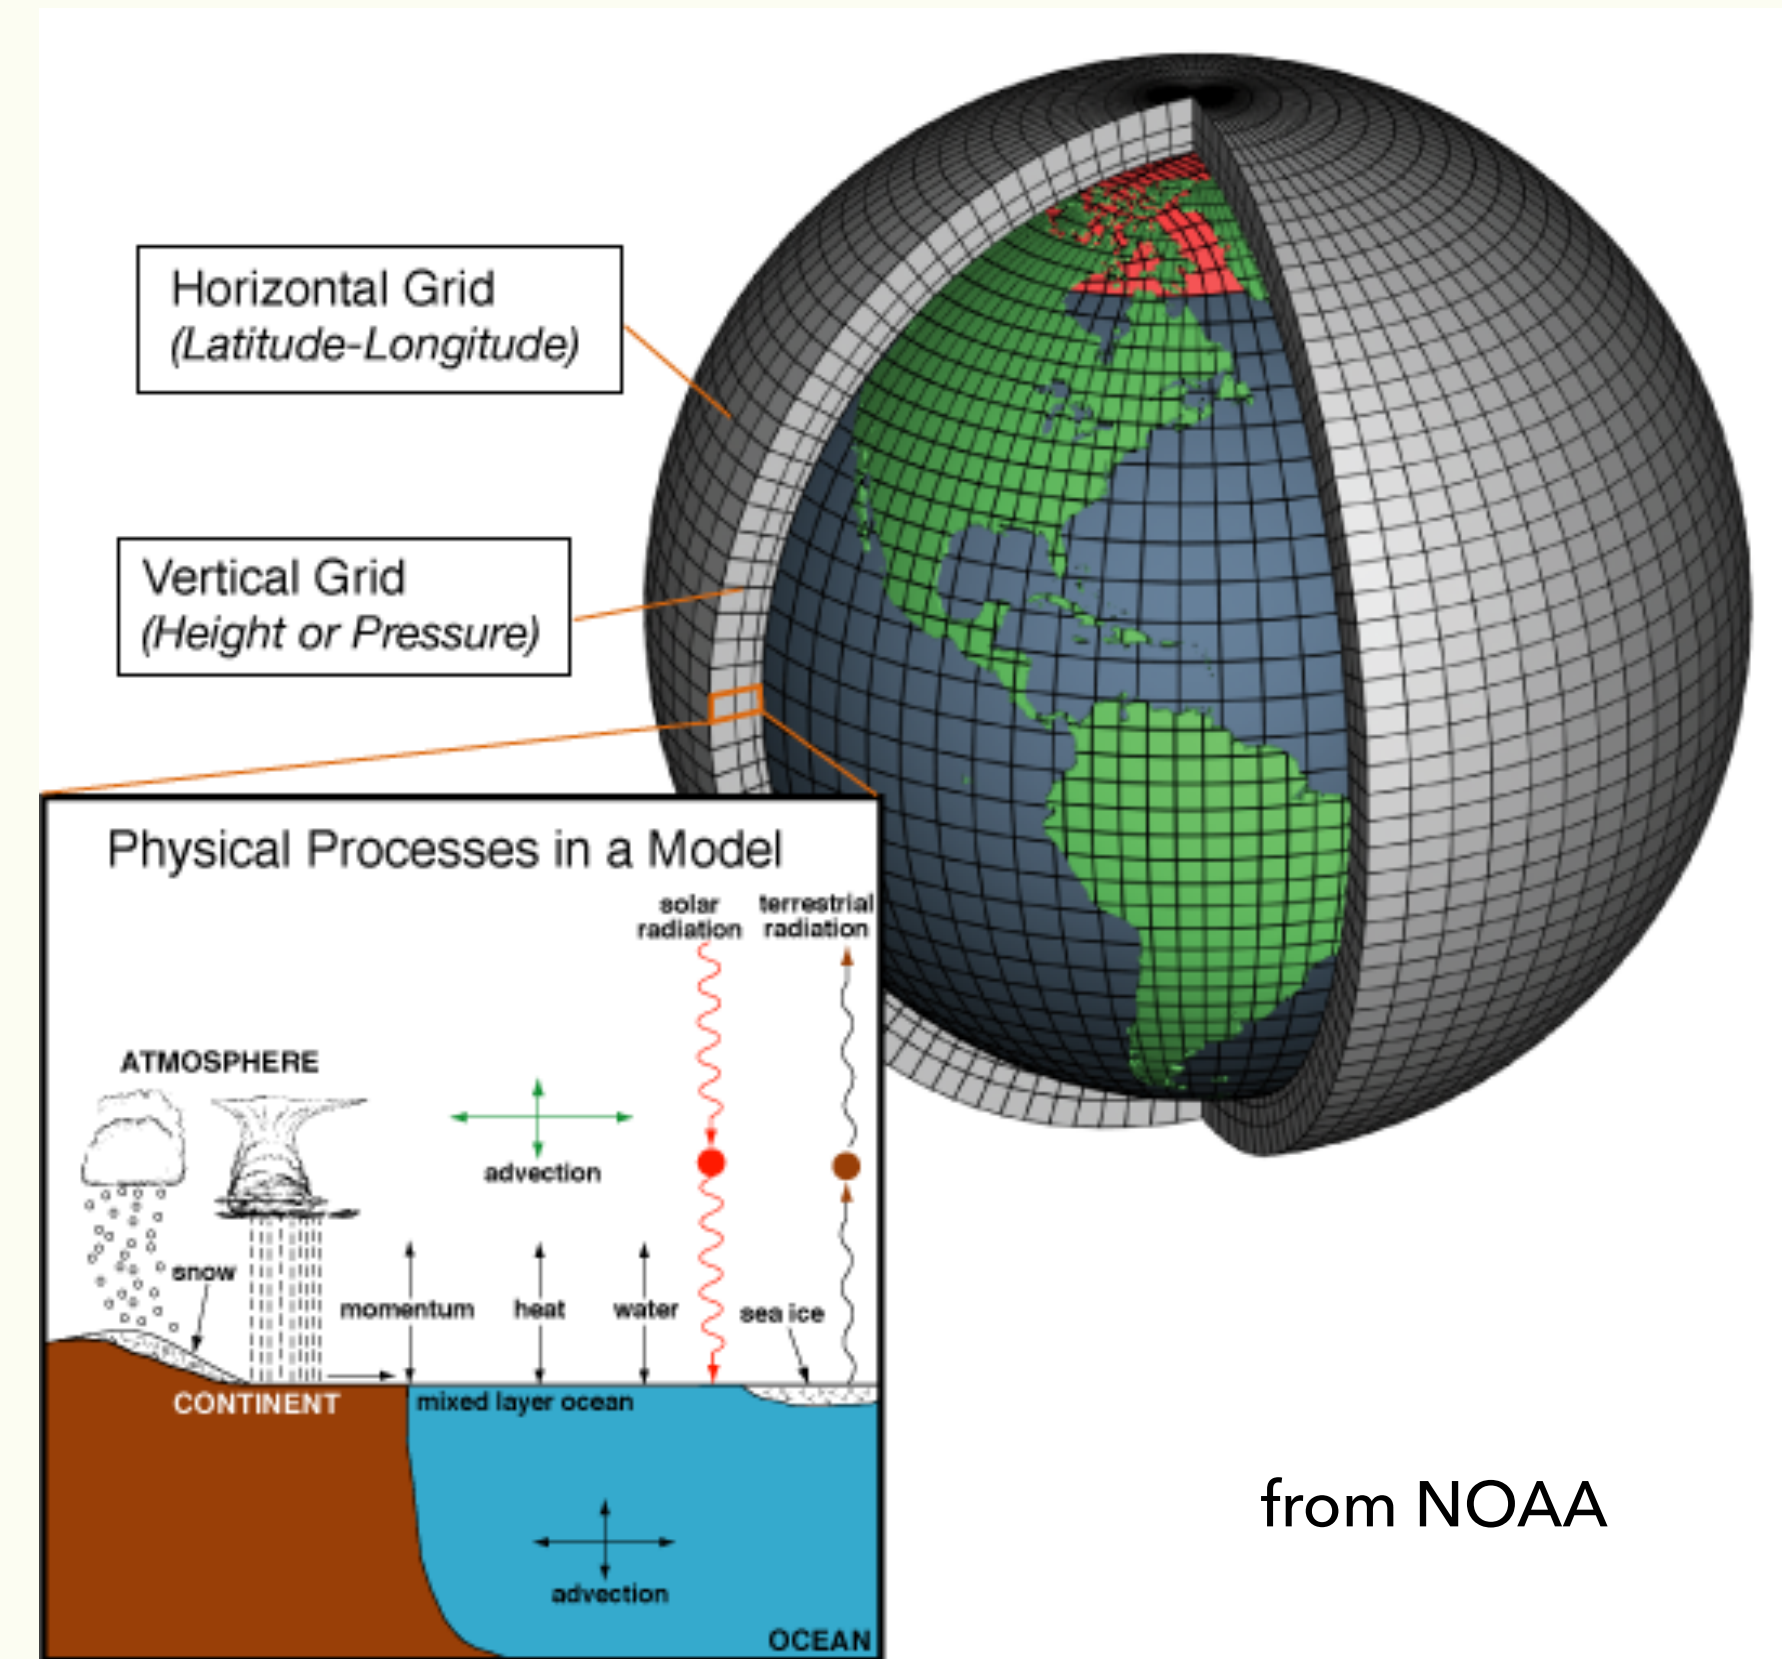 Horizontal Grid
(Latitude-Longitude)
Vertical Grid
(Height or Pressure)
Physical Processes in a Model
solar
radiation
terrestrial
radiation
ATMOSPHERE
advection
snow
momentum
heat
water
sea ice
CONTINENT
mixed layer ocean
advection
OCEAN
from NOAA